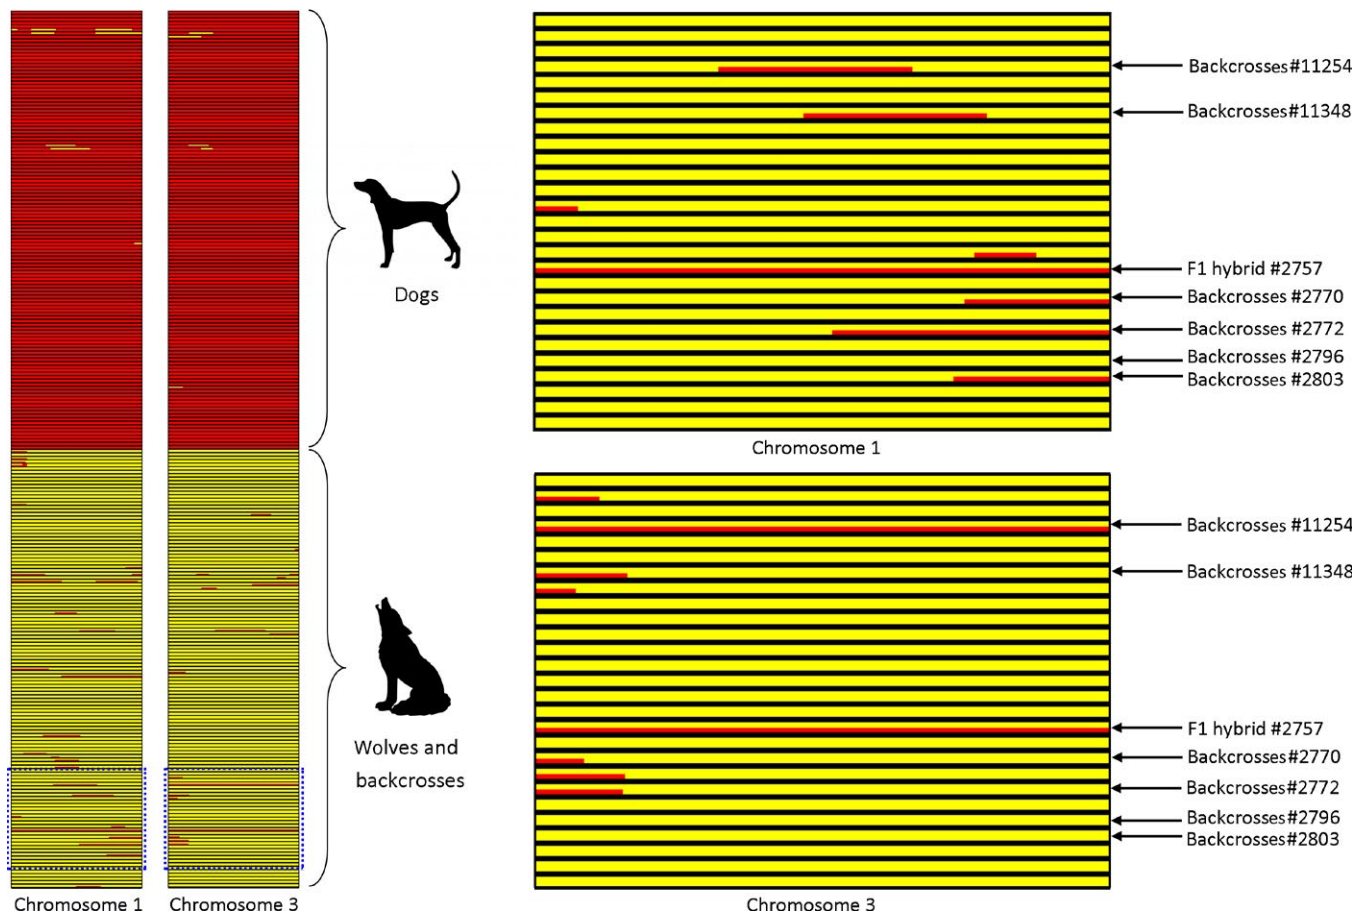 Backcrosses#11254
Backcrosses#11348
F1 hybrid #2757
Backcrosses #2770
Backcrosses #2772
Backcrosses #2796
Backcrosses #2803
Chromosome 1
Dogs
Backcrosses #11254
Backcrosses #11348
F1 hybrid #2757
Backcrosses #2770
Backcrosses #2772
Backcrosses #2796
Backcrosses#2803
Chromosome 3
Wolves and
backcrosses
Chromosome 1
Chromosome 3